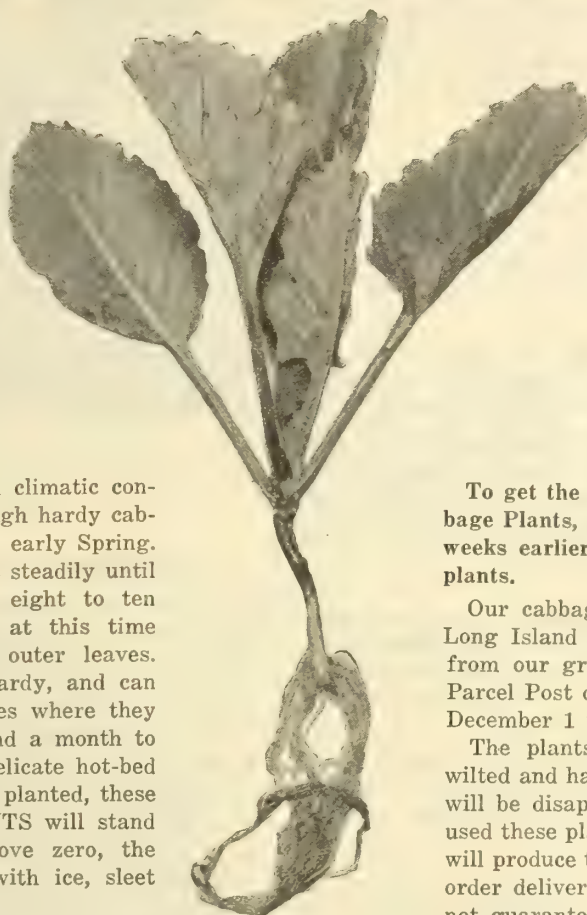 climatic con-
gh hardy cab-
early Spring.
steadily until
eight to ten
at this time
outer leaves.
ardy, and can
es where they
nd a month to
elicate hot-bed
planted, these
TS will stand
ove zero, the
with ice, sleet
To get the
bage Plants,
weeks earlier
plants.
Our cabbag
Long Island
from our gr
Parcel Post o
December 1
The plants
wilted and ha
will be disap
used these pl
will produce t
order deliver
not guarante